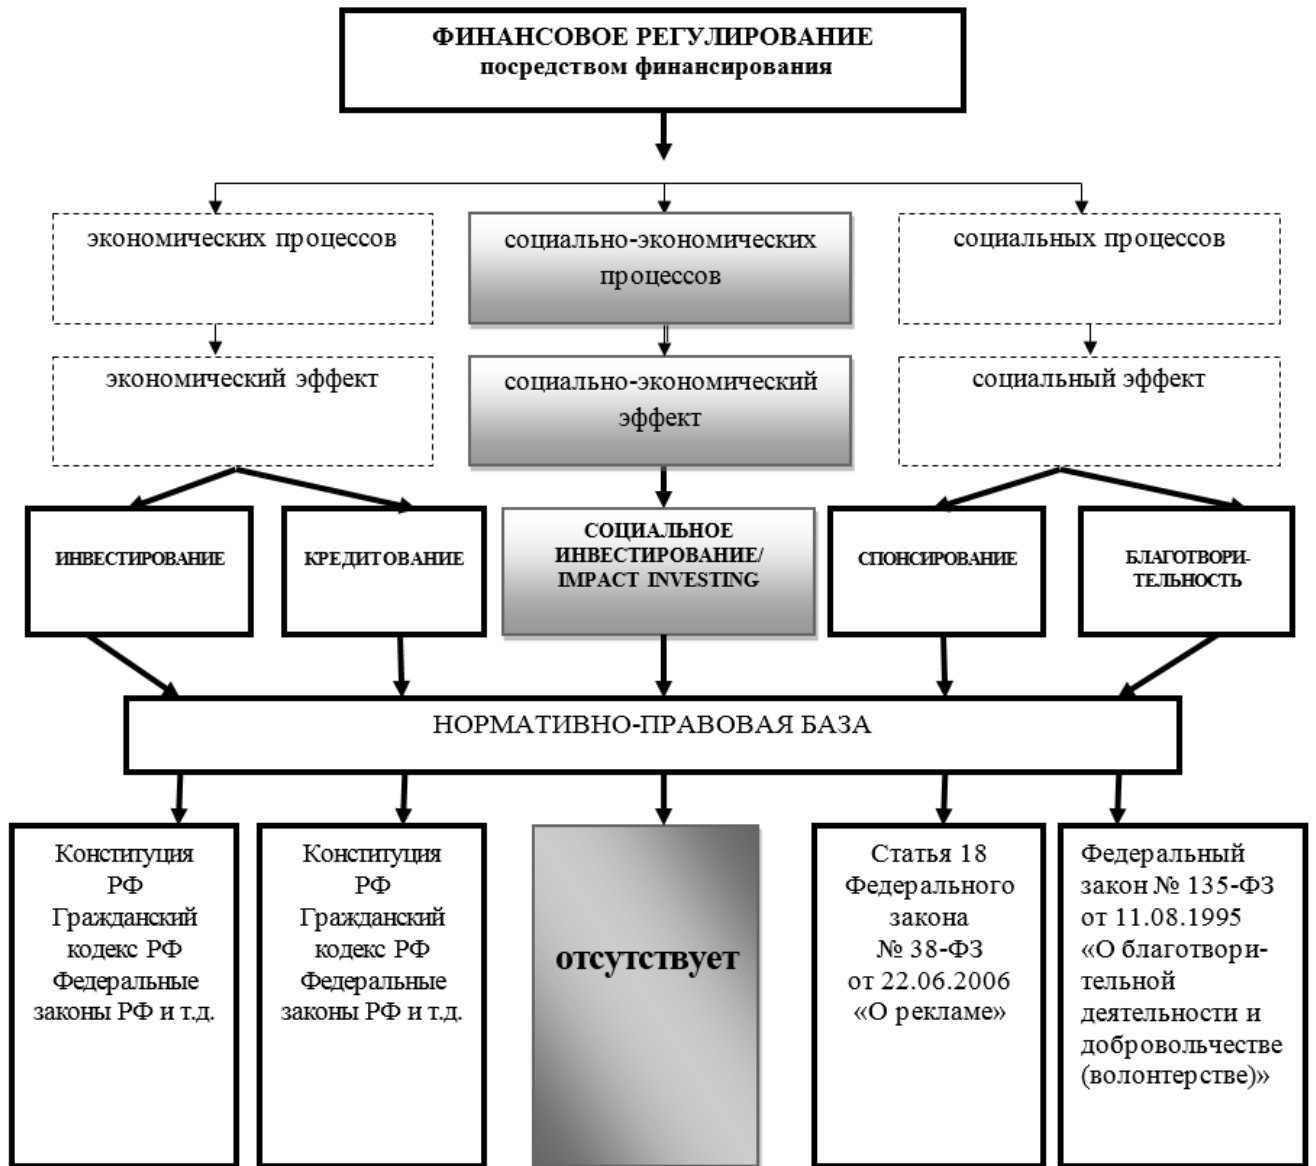 ФИНАНСОВОЕ РЕГУЛИРОВАНИЕ
посредством финансирования
экономических процессов
социально-экономических
процессов
социальных процессов
экономический эффект
социально-экономический
эффект
социальный эффект
ИНВЕСТИРОВАНИЕ
КРЕДИТОВАНИЕ
СОЦИАЛЬНОЕ
ИНВЕСТИРОВАНИЕ/
IMPACT INVESTING
СПОНСИРОВАНИЕ
БЛАГОТВОРИ-
ТЕЛЬНОСТЬ
НОРМАТИВНО-ПРАВОВАЯ БАЗА
Конституция
РФ
Гражданский
кодекс РФ
Федеральные
законы РФ и т.д.
Конституция
РФ
Гражданский
кодекс РФ
Федеральные
законы РФ и т.д.
отсутствует
Статья 18
Федерального
закона
№ 38-ФЗ
от 22.06.2006
«О рекламе»
Федеральный
закон № 135-ФЗ
от 11.08.1995
«О благотвори-
тельной
деятельности и
добровольчестве
(волонтерстве)»